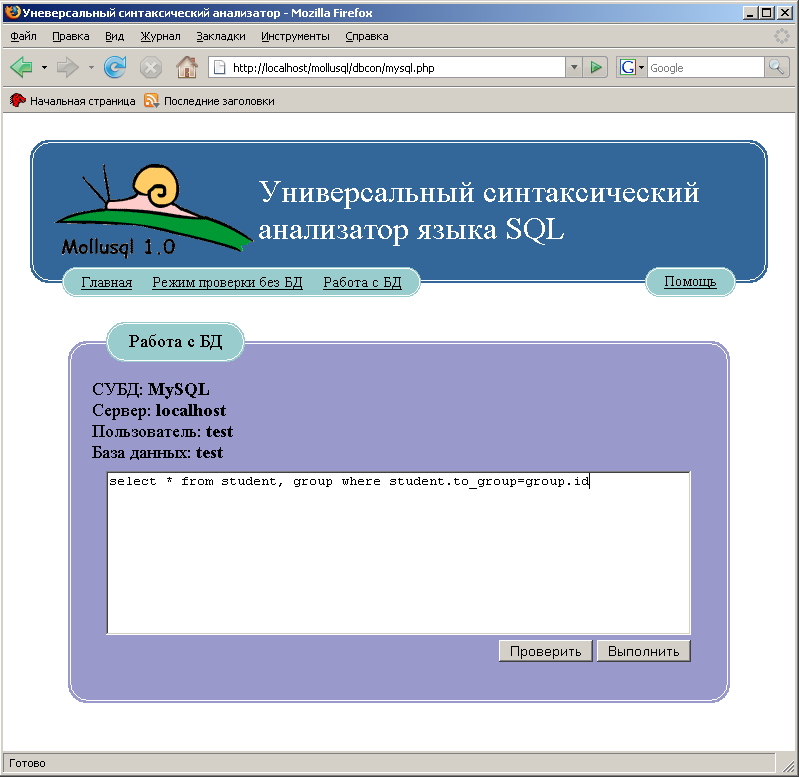 Уневерсальный синтаксический анализатор - Mozilla Firefox
Файл Правка Вид Журнал Закладки Инструменты Справка
http://localhost/mollusql/dbcon/mysql.php G Google
Начальная страница Последние заголовки
Универсальный синтаксический
анализатор языка SQL
Mollusql 1.0
Главная Режим проверки без БД Работа с БД Помощь
Работа с БД
СУБД: MySQL
Сервер: localhost
Пользователь: test
База данных: test
select * from student, group where student.to_group=group.id
Проверить Выполнить
Готово